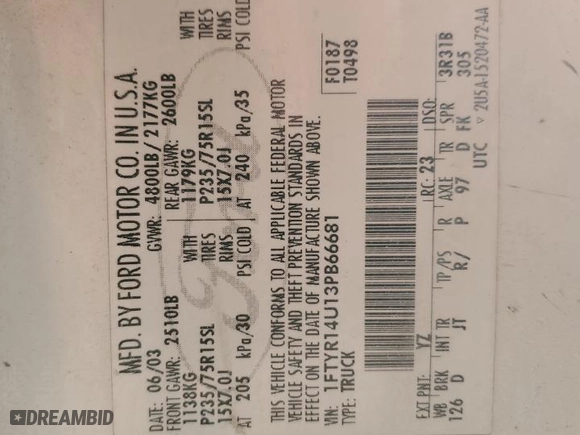 MFD. BY FORD MOTOR CO. IN U.S.A.
DATE: 06/03 GVWR: 4800LB / 2177KG
FRONT GAWR: 2510LB REAR GAWR: 2600LB
1138KG WITH 1179KG WITH
P235/75R15SL TIRES P235/75R15SL TIRES
15X7.0J RIMS 15X7.0J RIMS
AT 205 kPa/30 PSI COLD AT 240 kPa/35 PSI COLD
THIS VEHICLE CONFORMS TO ALL APPLICABLE FEDERAL MOTOR
VEHICLE SAFETY AND THEFT PREVENTION STANDARDS IN
EFFECT ON THE DATE OF MANUFACTURE SHOWN ABOVE.
VIN: 1FTYR14U13PB66681 F0187
TYPE: TRUCK T0498
EXT PNT: YZ RC: 23 DSO:
WB BRK INT TR TP/PS R AXLE TR SPR 3R31B
126 D JT R/ P 97 D FK 305
UTC ▽ 2U5A-1520472-AA
DREAMBID